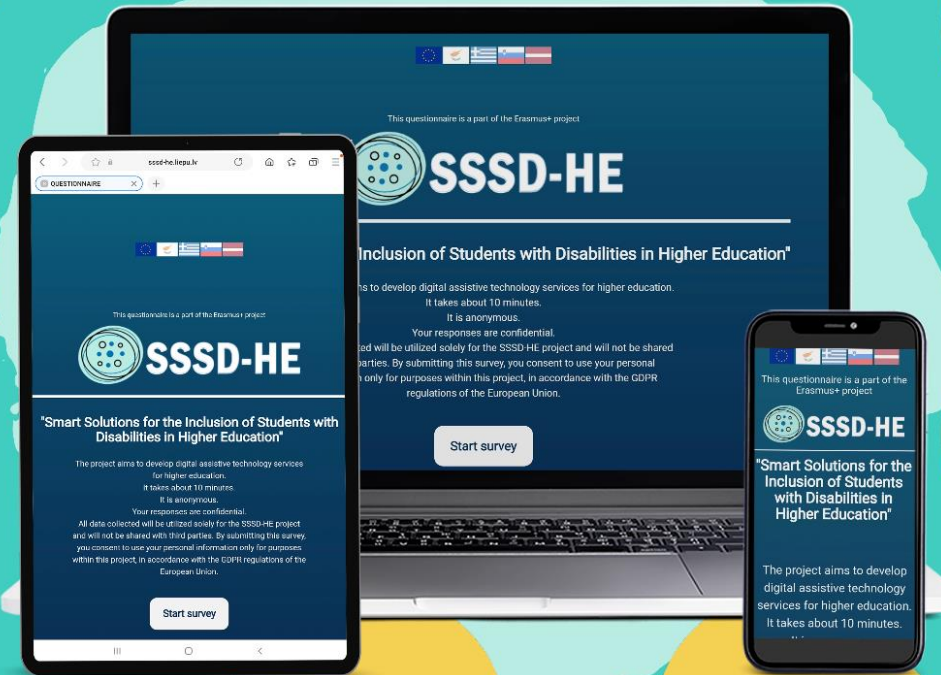 This questionnaire is a part of the Erasmus+ project
SSSD-HE
Inclusion of Students with Disabilities in Higher Education"
to develop digital assistive technology services for higher education.
It takes about 10 minutes.
It is anonymous.
Your responses are confidential.
will be utilized solely for the SSSD-HE project and will not be shared
parties. By submitting this survey, you consent to use your personal
only for purposes within this project, in accordance with the GDPR
regulations of the European Union.
Start survey
sssd-he.liepu.lv
QUESTIONNAIRE
This questionnaire is a part of the Erasmus+ project
SSSD-HE
"Smart Solutions for the Inclusion of Students with
Disabilities in Higher Education"
The project aims to develop digital assistive technology services
for higher education.
It takes about 10 minutes.
It is anonymous.
Your responses are confidential.
All data collected will be utilized solely for the SSSD-HE project
and will not be shared with third parties. By submitting this survey,
you consent to use your personal information only for purposes
within this project, in accordance with the GDPR regulations of the
European Union.
Start survey
This questionnaire is a part of the
Erasmus+ project
SSSD-HE
"Smart Solutions for the
Inclusion of Students
with Disabilities in
Higher Education"
The project aims to develop
digital assistive technology
services for higher education.
It takes about 10 minutes.